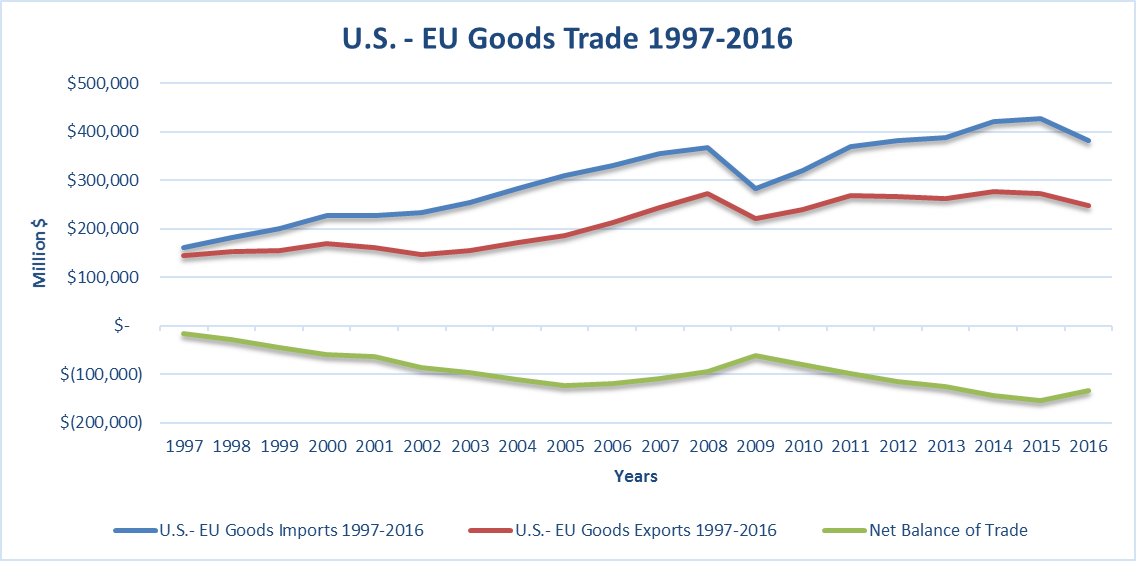 U.S. - EU Goods Trade 1997-2016
$500,000
$400,000
$300,000
$200,000
$100,000
$-
$(100,000)
$(200,000)
Million $
1997 1998 1999 2000 2001 2002 2003 2004 2005 2006 2007 2008 2009 2010 2011 2012 2013 2014 2015 2016
Years
U.S.- EU Goods Imports 1997-2016 U.S.- EU Goods Exports 1997-2016 Net Balance of Trade